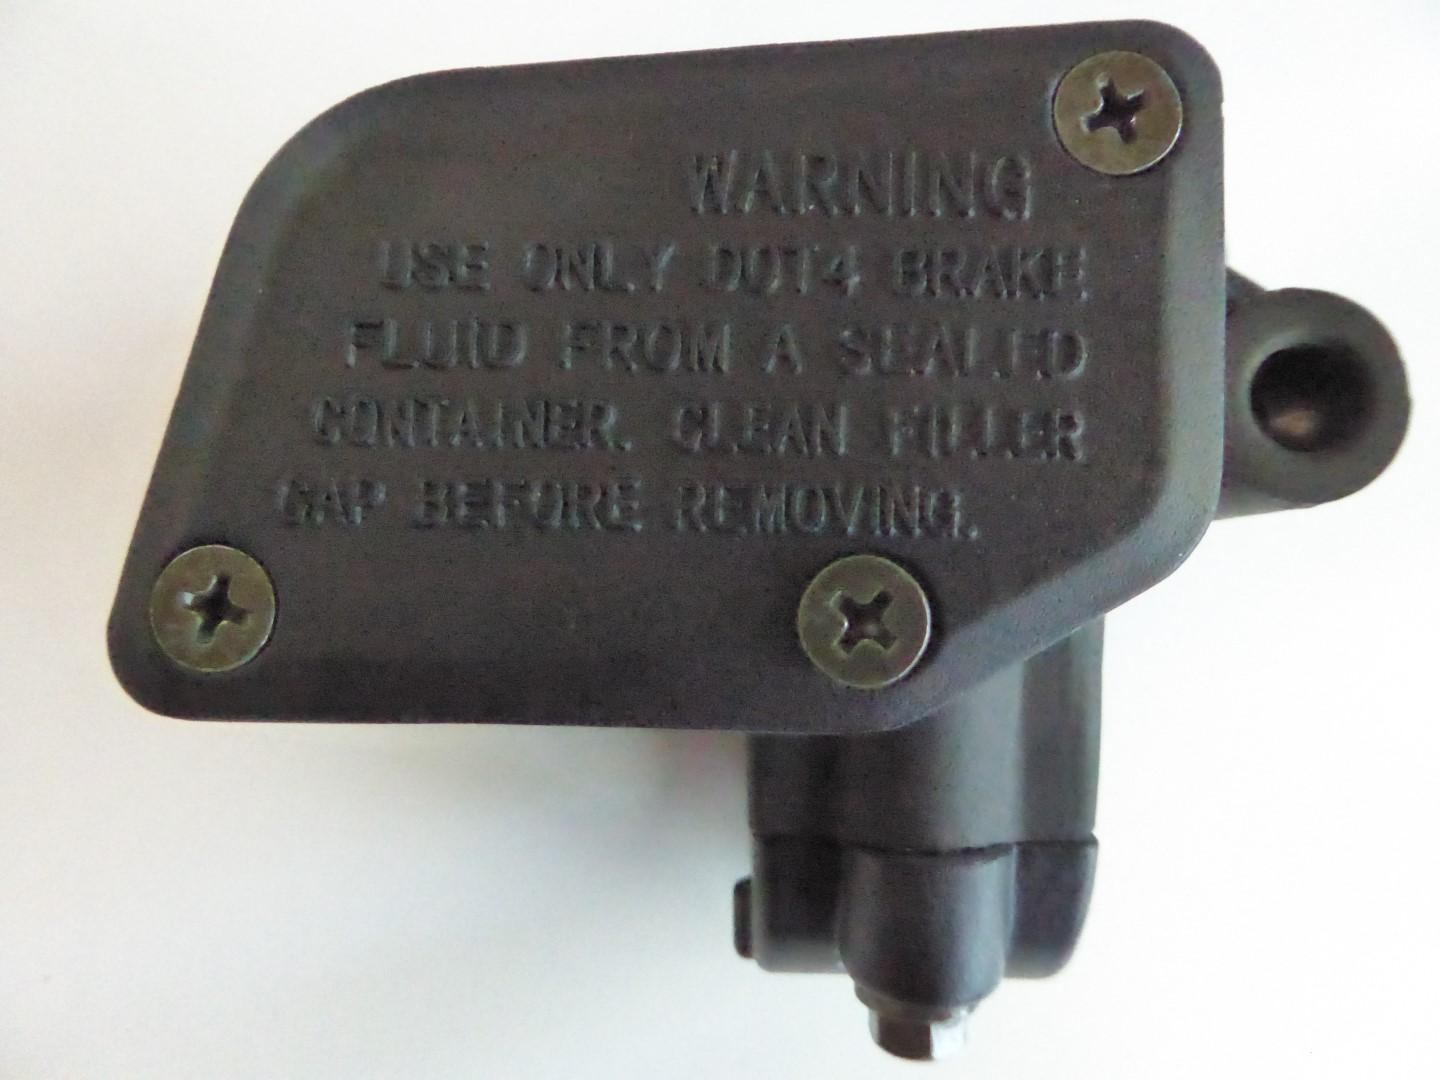 WARNING
USE ONLY DOT4 BRAKE
FLUID FROM A SEALED
CONTAINER. CLEAN FILLER
CAP BEFORE REMOVING.